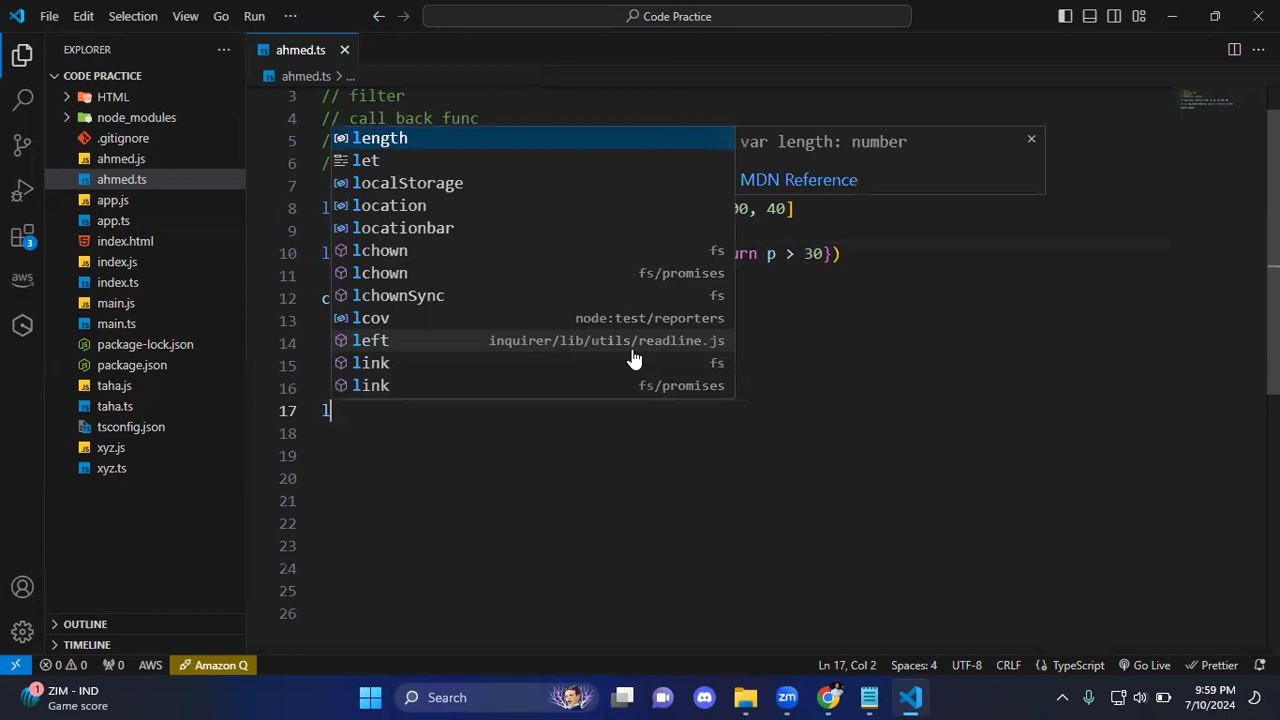 File Edit Selection View Go Run ... Code Practice
EXPLORER ...
ahmed.ts
CODE PRACTICE
ahmed.ts > ...
HTML
node_modules
.gitignore
ahmed.js
ahmed.ts
app.js
app.ts
index.html
index.js
index.ts
main.js
main.ts
package-lock.json
package.json
taha.js
taha.ts
tsconfig.json
xyz.js
xyz.ts
OUTLINE
TIMELINE
3 // filter
4 // call back func
5 /
6 /
7
8 l 00, 40]
9
10 l urn p > 30})
11
12 c
13
14
15
16
17 l
18
19
20
21
22
23
24
25
26
length
let
localStorage
location
locationbar
lchown fs
lchown fs/promises
lchownSync fs
lcov node:test/reporters
left inquirer/lib/utils/readline.js
link fs
link fs/promises
var length: number
MDN Reference
3
aws
0 0 0 AWS Amazon Q Ln 17, Col 2 Spaces: 4 UTF-8 CRLF {} TypeScript Go Live Prettier
1
ZIM - IND
Game score
Search
zm
9:59 PM
7/10/2024